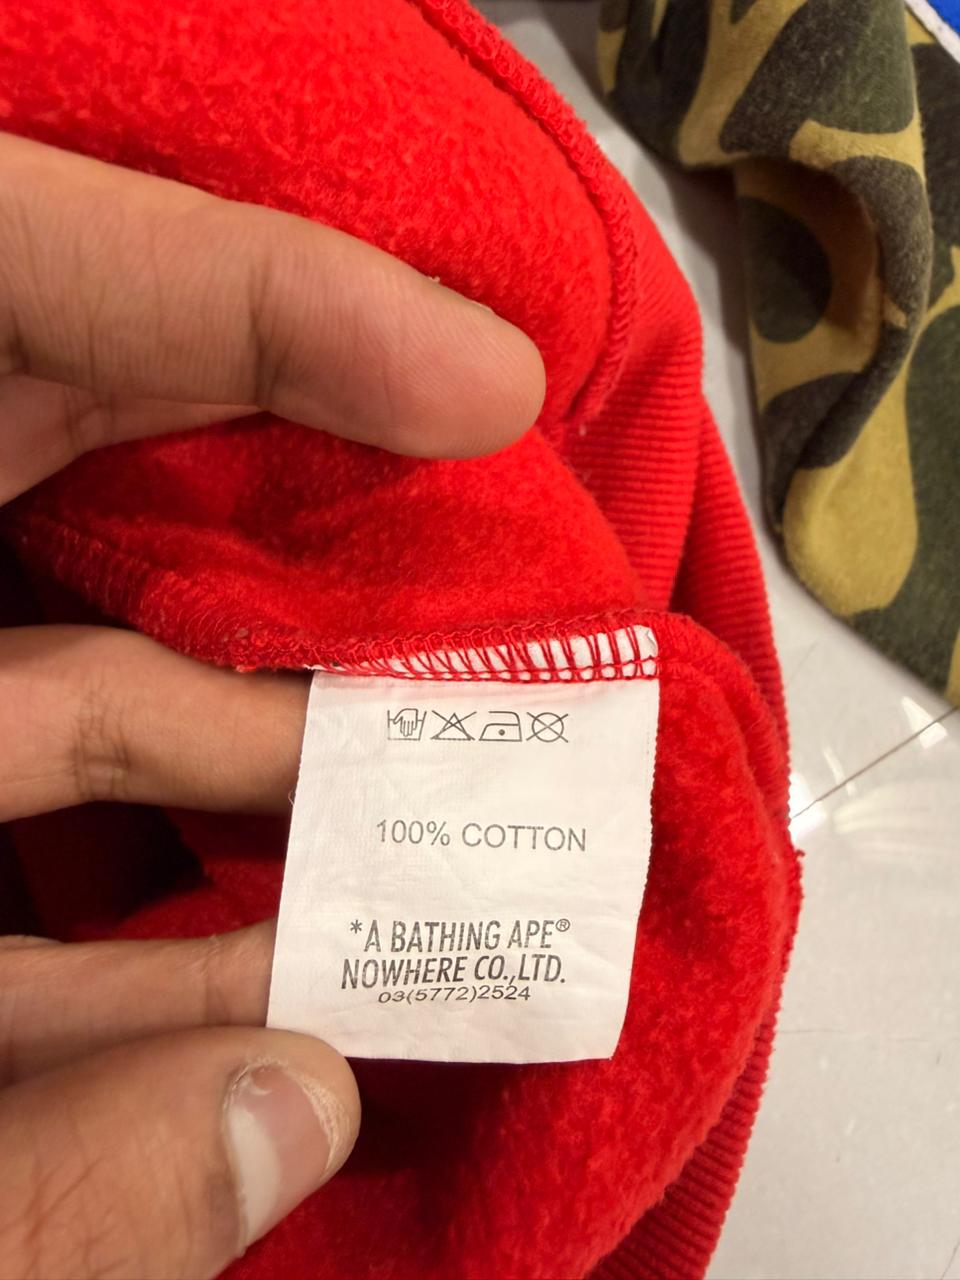 100% COTTON
*A BATHING APE®
NOWHERE CO.,LTD.
03(5772)2524